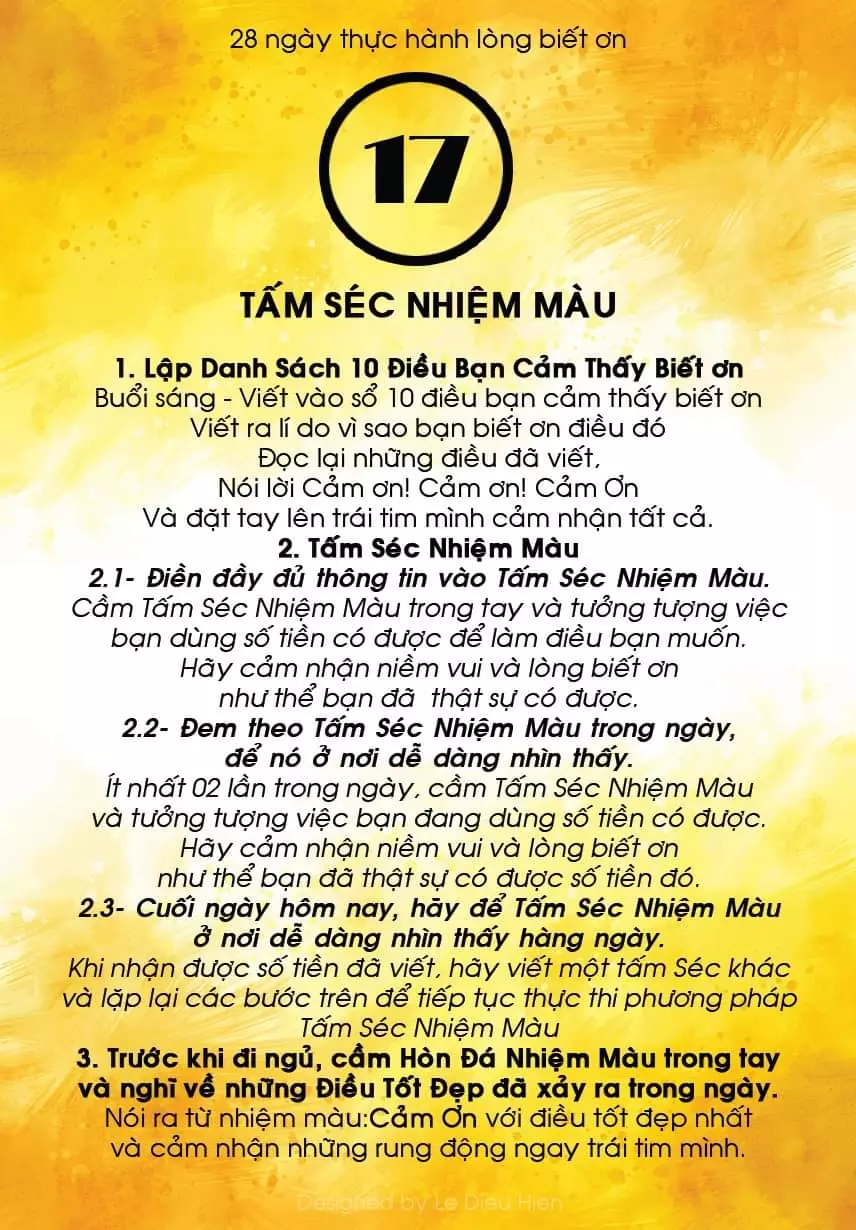 28 ngày thực hành lòng biết ơn
17
TẤM SÉC NHIỆM MÀU
1. Lập Danh Sách 10 Điều Bạn Cảm Thấy Biết ơn
Buổi sáng - Viết vào sổ 10 điều bạn cảm thấy biết ơn
Viết ra lí do vì sao bạn biết ơn điều đó
Đọc lại những điều đã viết,
Nói lời Cảm ơn! Cảm ơn! Cảm Ơn
Và đặt tay lên trái tim mình cảm nhận tất cả.
2. Tấm Séc Nhiệm Màu
2.1- Điền đầy đủ thông tin vào Tấm Séc Nhiệm Màu.
Cầm Tấm Séc Nhiệm Màu trong tay và tưởng tượng việc
bạn dùng số tiền có được để làm điều bạn muốn.
Hãy cảm nhận niềm vui và lòng biết ơn
như thể bạn đã thật sự có được.
2.2- Đem theo Tấm Séc Nhiệm Màu trong ngày,
để nó ở nơi dễ dàng nhìn thấy.
Ít nhất 02 lần trong ngày, cầm Tấm Séc Nhiệm Màu
và tưởng tượng việc bạn đang dùng số tiền có được.
Hãy cảm nhận niềm vui và lòng biết ơn
như thể bạn đã thật sự có được số tiền đó.
2.3- Cuối ngày hôm nay, hãy để Tấm Séc Nhiệm Màu
ở nơi dễ dàng nhìn thấy hàng ngày.
Khi nhận được số tiền đã viết, hãy viết một tấm Séc khác
và lặp lại các bước trên để tiếp tục thực thi phương pháp
Tấm Séc Nhiệm Màu
3. Trước khi đi ngủ, cầm Hòn Đá Nhiệm Màu trong tay
và nghĩ về những Điều Tốt Đẹp đã xảy ra trong ngày.
Nói ra từ nhiệm màu:Cảm Ơn với điều tốt đẹp nhất
và cảm nhận những rung động ngay trái tim mình.
Designed by Le Dieu Hien